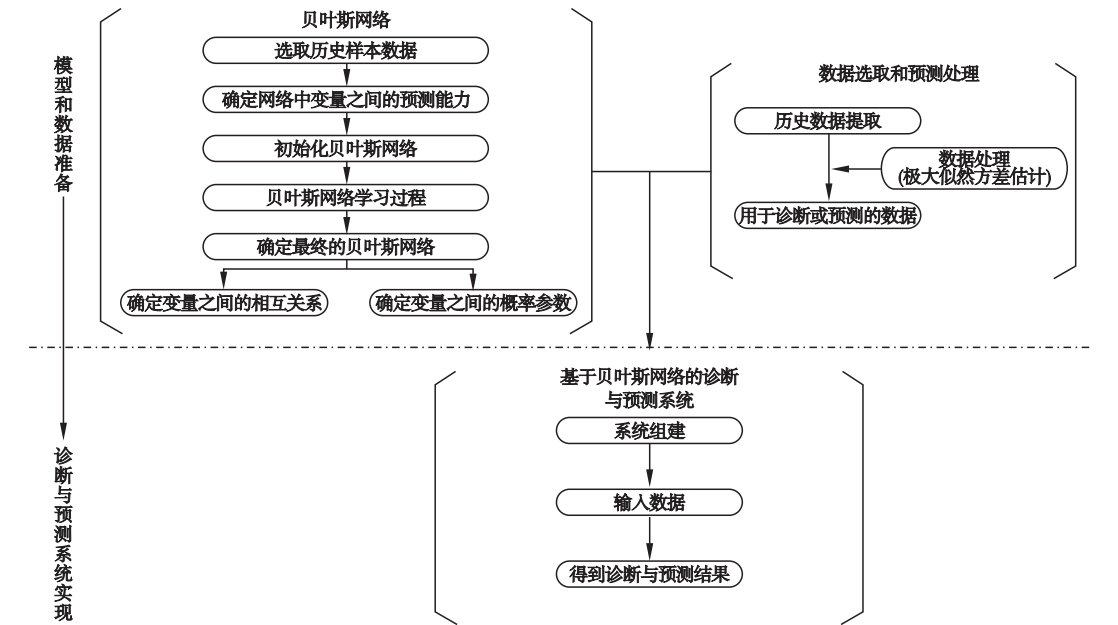 模型和数据准备
贝叶斯网络
选取历史样本数据
确定网络中变量之间的预测能力
初始化贝叶斯网络
贝叶斯网络学习过程
确定最终的贝叶斯网络
确定变量之间的相互关系
确定变量之间的概率参数
数据选取和预测处理
历史数据提取
数据处理
(极大似然方差估计)
用于诊断或预测的数据
诊断与预测系统实现
基于贝叶斯网络的诊断
与预测系统
系统组建
输入数据
得到诊断与预测结果